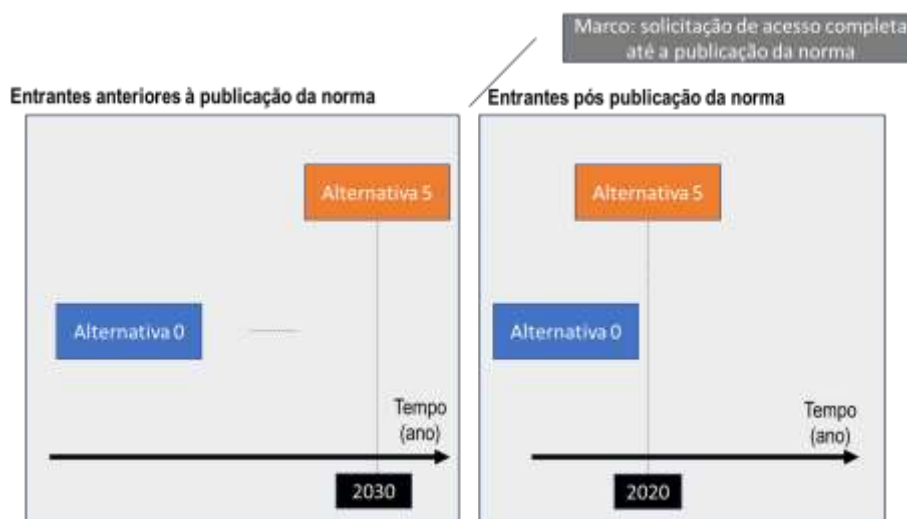 Marco: solicitação de acesso completa
até a publicação da norma
Entrantes anteriores à publicação da norma
Alternativa 5
Alternativa 0
Tempo
(ano)
2030
Entrantes pós publicação da norma
Alternativa 5
Alternativa 0
Tempo
(ano)
2020